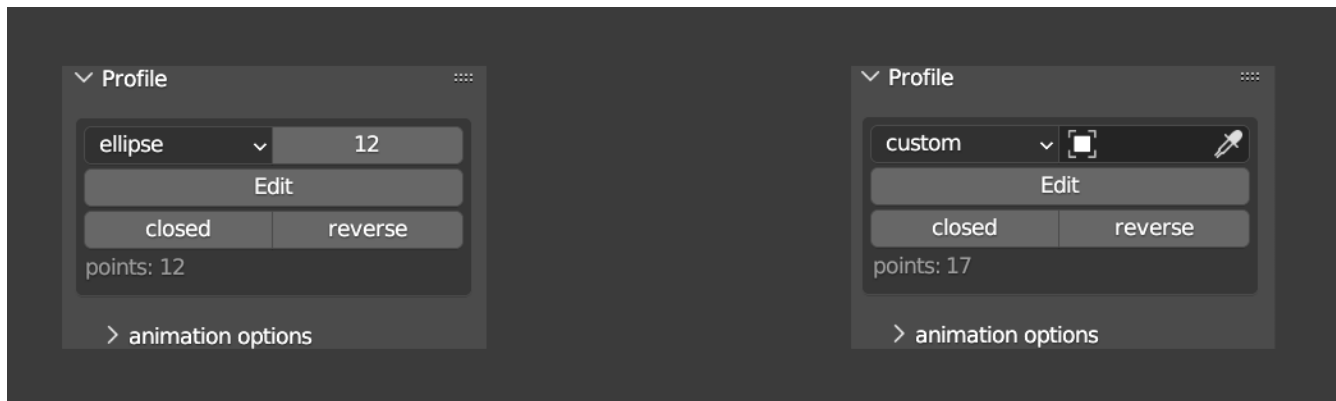 Profile
ellipse 12
Edit
closed reverse
points: 12
animation options
Profile
custom
Edit
closed reverse
points: 17
animation options